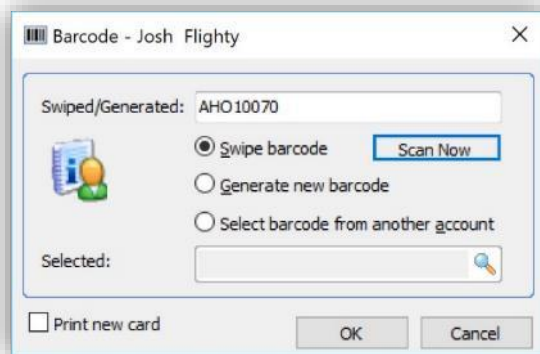 Barcode - Josh Flighty
Swiped/Generated: AHO10070
Swipe barcode Scan Now
Generate new barcode
Select barcode from another account
Selected:
Print new card OK Cancel